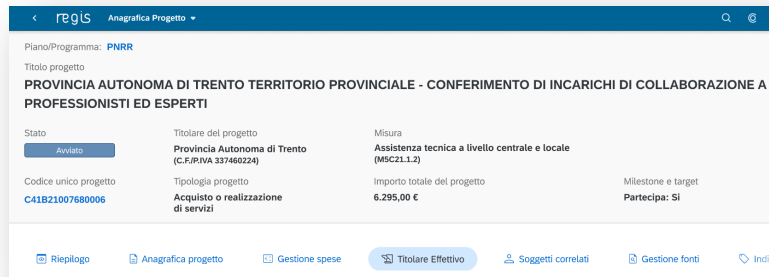 regis Anagrafica Progetto
Piano/Programma: PNRR
Titolo progetto
PROVINCIA AUTONOMA DI TRENTO TERRITORIO PROVINCIALE - CONFERIMENTO DI INCARICHI DI COLLABORAZIONE A
PROFESSIONISTI ED ESPERTI
Stato Titolare del progetto Misura
Avviato Provincia Autonoma di Trento Assistenza tecnica a livello centrale e locale
(C.F./P.IVA 337460224) (M5C21.1.2)
Codice unico progetto Tipologia progetto Importo totale del progetto Milestone e target
C41B21007680006 Acquisto o realizzazione 6.295,00 € Partecipa: Si
di servizi
Riepilogo Anagrafica progetto Gestione spese Titolare Effettivo Soggetti correlati Gestione fonti Indi